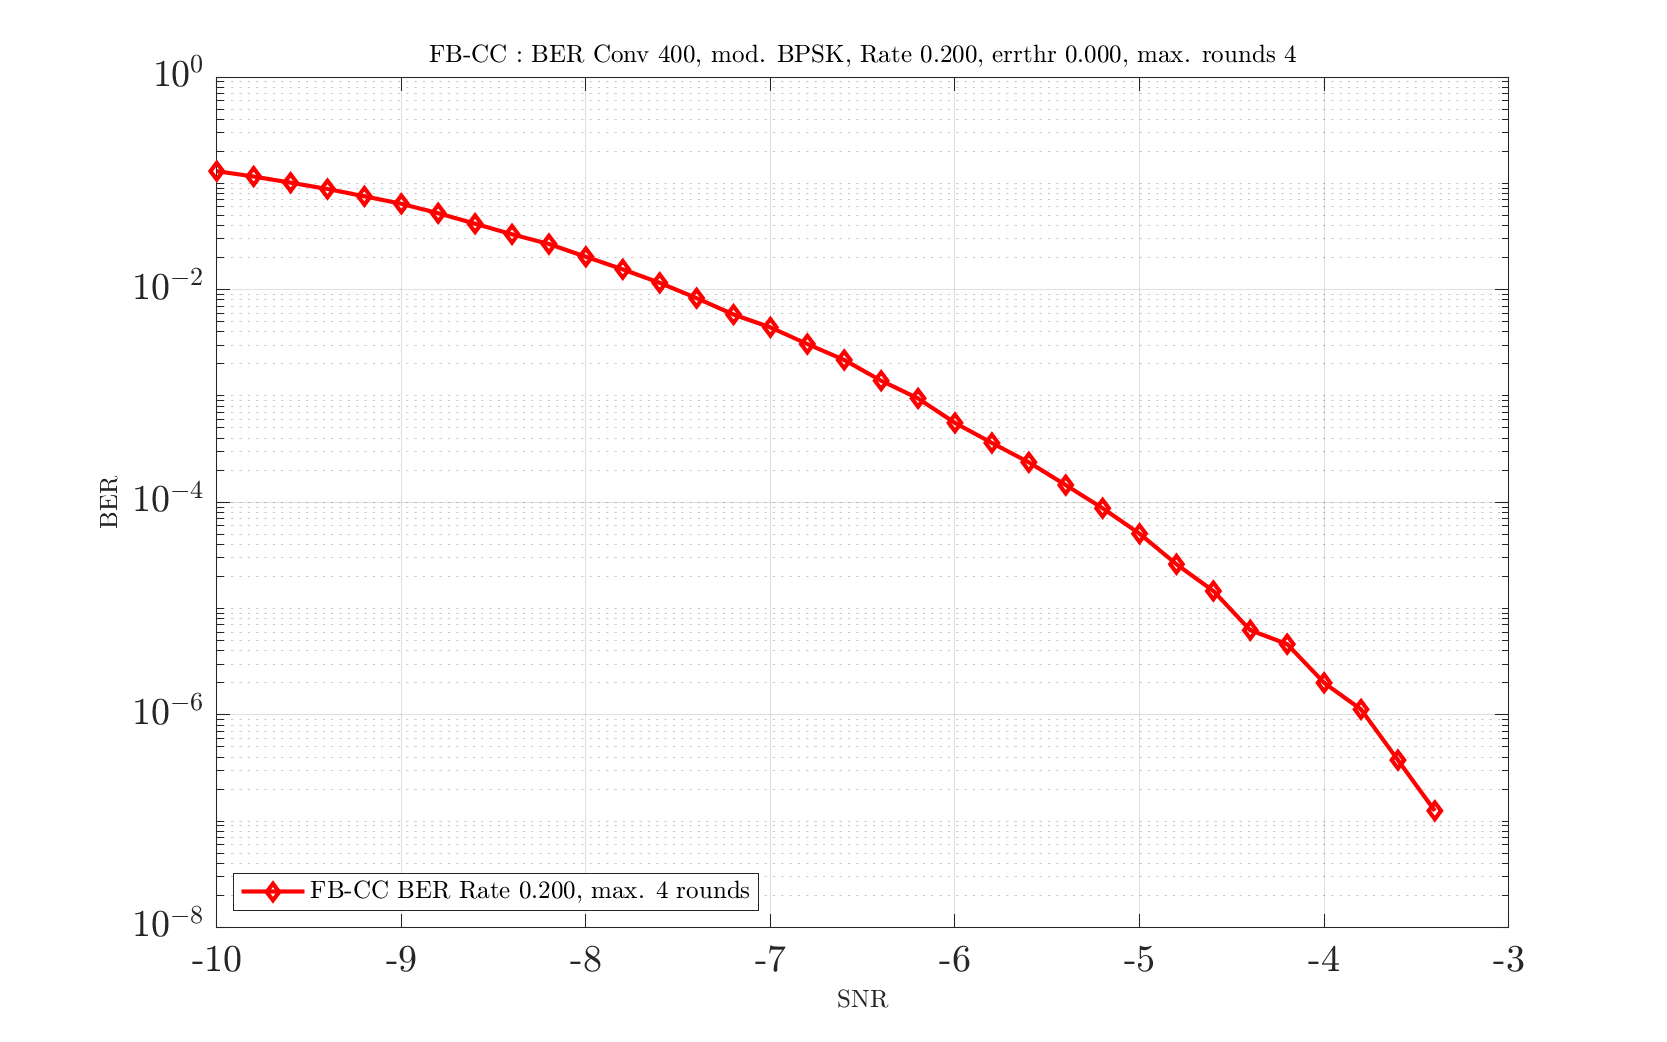 FB-CC : BER Conv 400, mod. BPSK, Rate 0.200, errthr 0.000, max. rounds 4
10^0
10^-2
10^-4
10^-6
10^-8
BER
FB-CC BER Rate 0.200, max. 4 rounds
-10 -9 -8 -7 -6 -5 -4 -3
SNR